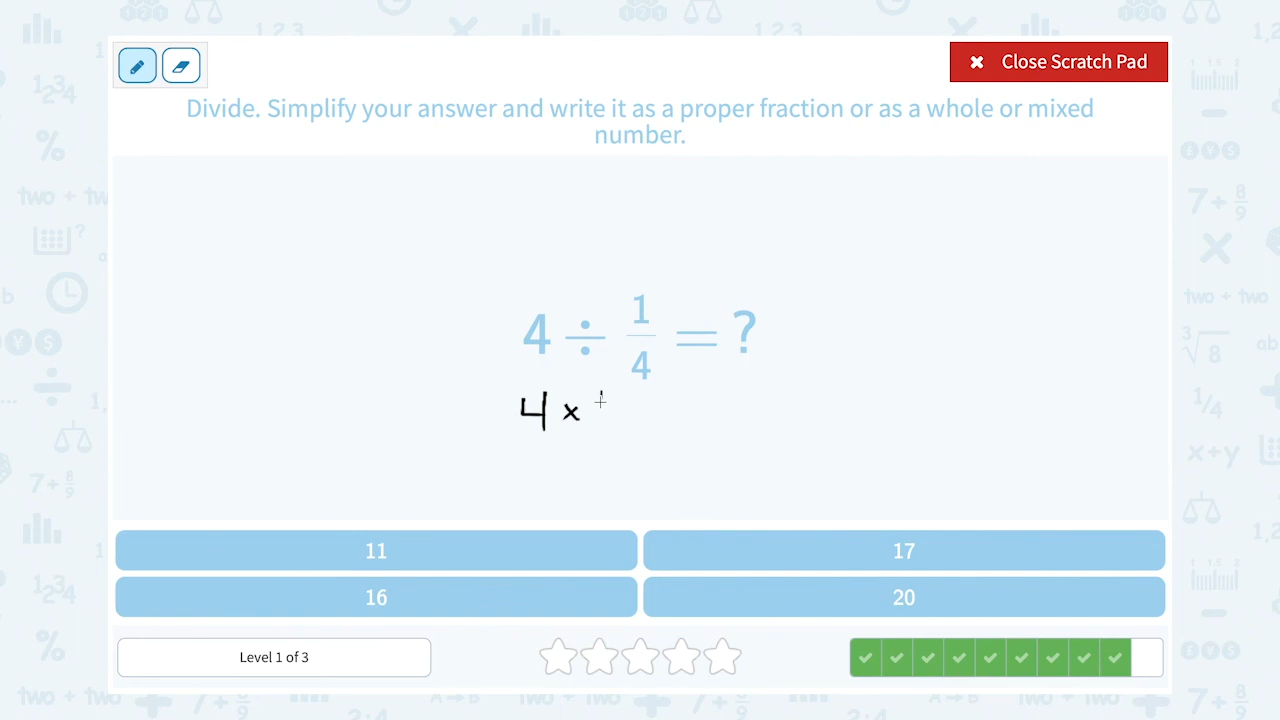 Close Scratch Pad
Divide. Simplify your answer and write it as a proper fraction or as a whole or mixed
number.
4 ÷ 1/4 = ?
4 x
11
17
16
20
Level 1 of 3